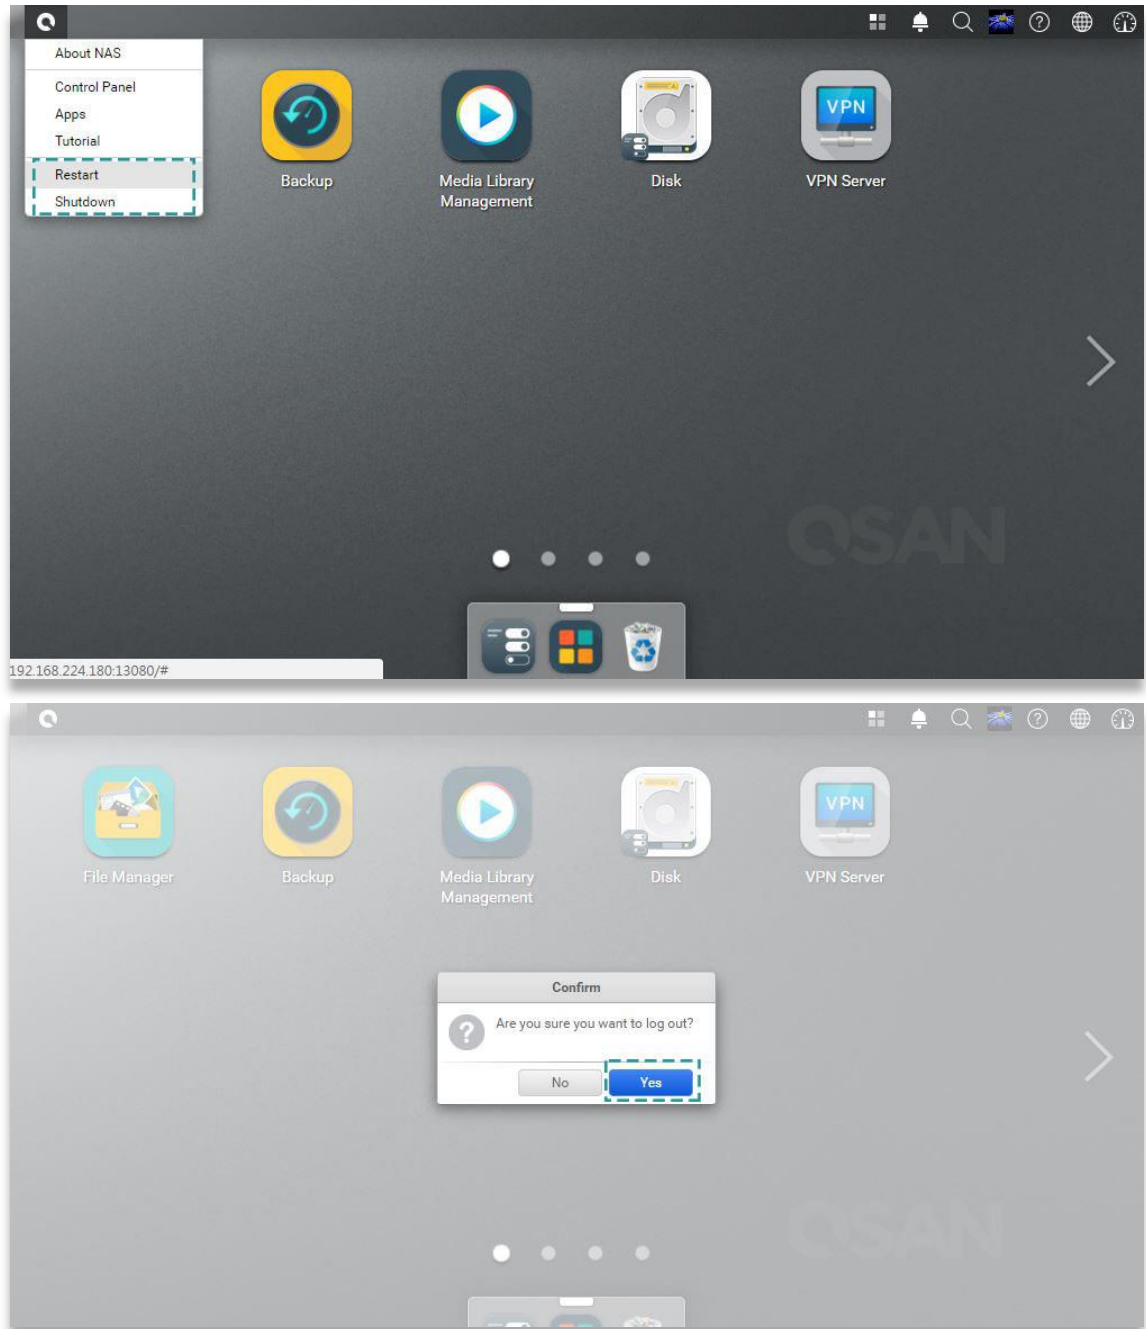 About NAS
Control Panel
Apps
Tutorial
Restart
Shutdown
Backup
Media Library
Management
Disk
VPN
VPN Server
QSAN
192.168.224.180:13080/#
File Manager
Backup
Media Library
Management
Disk
VPN
VPN Server
Confirm
Are you sure you want to log out?
No
Yes
QSAN